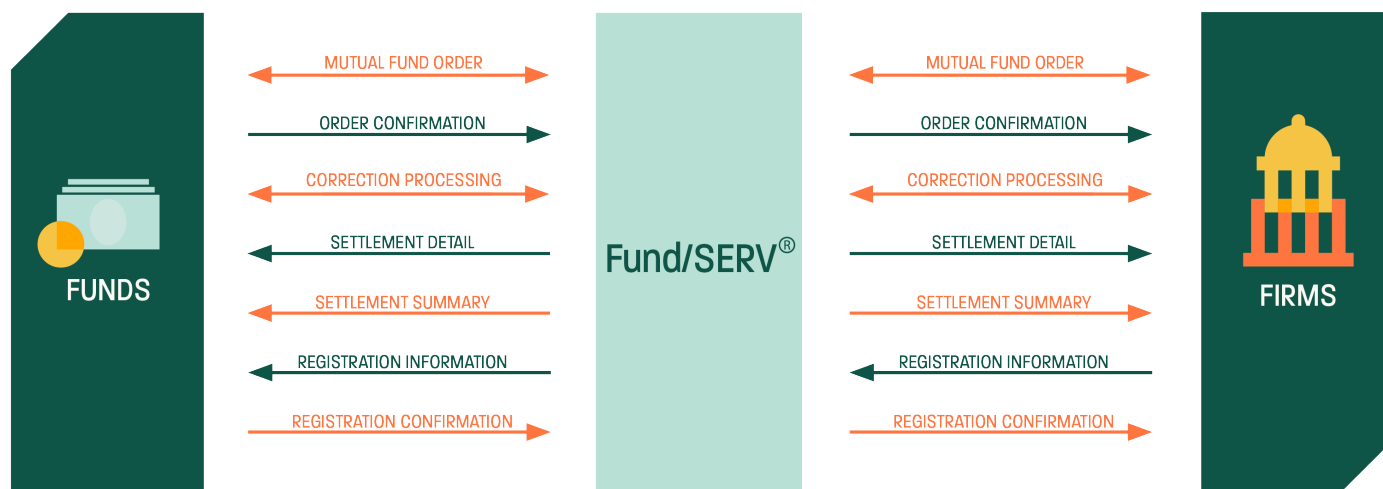 MUTUAL FUND ORDER
MUTUAL FUND ORDER
ORDER CONFIRMATION
ORDER CONFIRMATION
CORRECTION PROCESSING
CORRECTION PROCESSING
SETTLEMENT DETAIL
SETTLEMENT DETAIL
Fund/SERV®
FUNDS
FIRMS
SETTLEMENT SUMMARY
SETTLEMENT SUMMARY
REGISTRATION INFORMATION
REGISTRATION INFORMATION
REGISTRATION CONFIRMATION
REGISTRATION CONFIRMATION